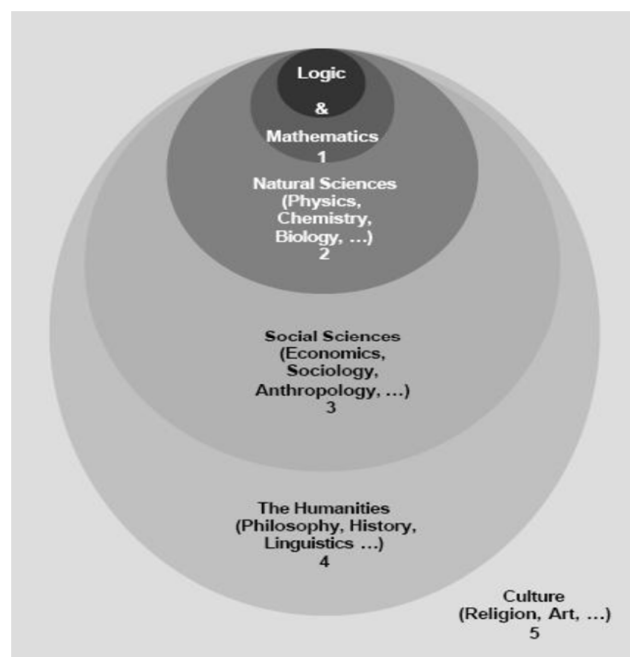 Logic
&
Mathematics
1
Natural Sciences
(Physics,
Chemistry,
Biology, …)
2
Social Sciences
(Economics,
Sociology,
Anthropology, …)
3
The Humanities
(Philosophy, History,
Linguistics …)
4
Culture
(Religion, Art, …)
5